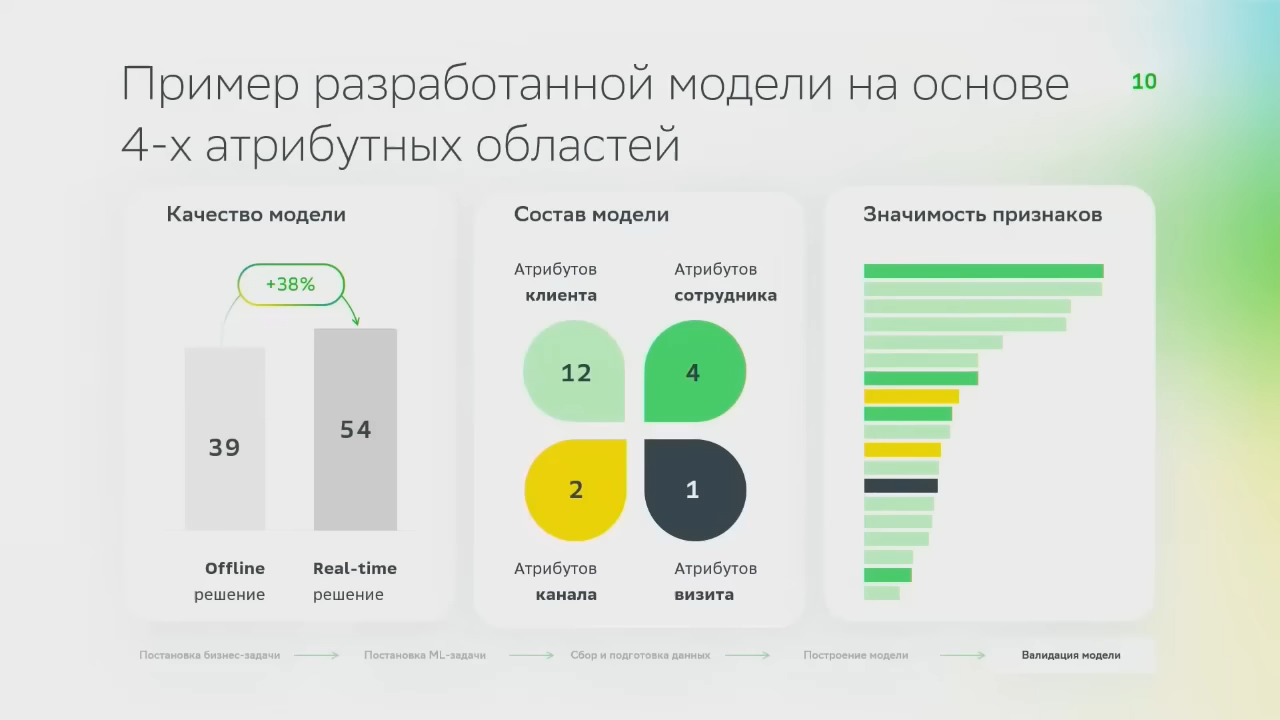 Пример разработанной модели на основе
4-х атрибутных областей
10
Качество модели
+38%
39
54
Offline
решение
Real-time
решение
Состав модели
Атрибутов
клиента
Атрибутов
сотрудника
12
4
2
1
Атрибутов
канала
Атрибутов
визита
Значимость признаков
Постановка бизнес-задачи
Постановка ML-задачи
Сбор и подготовка данных
Построение модели
Валидация модели